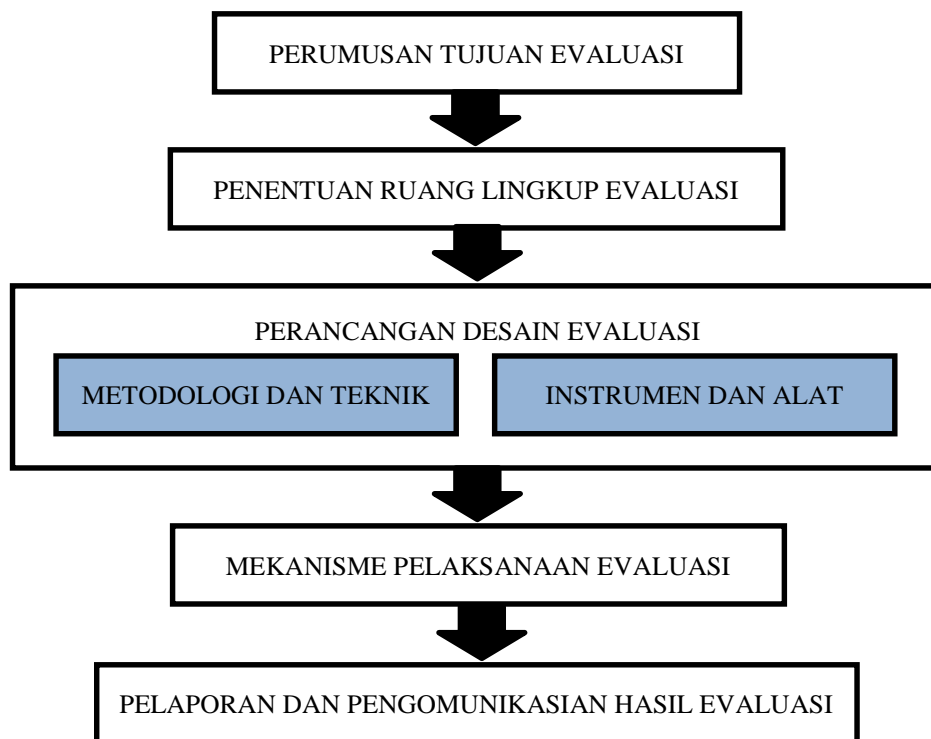 PERUMUSAN TUJUAN EVALUASI
PENENTUAN RUANG LINGKUP EVALUASI
PERANCANGAN DESAIN EVALUASI
METODOLOGI DAN TEKNIK
INSTRUMEN DAN ALAT
MEKANISME PELAKSANAAN EVALUASI
PELAPORAN DAN PENGOMUNIKASIAN HASIL EVALUASI